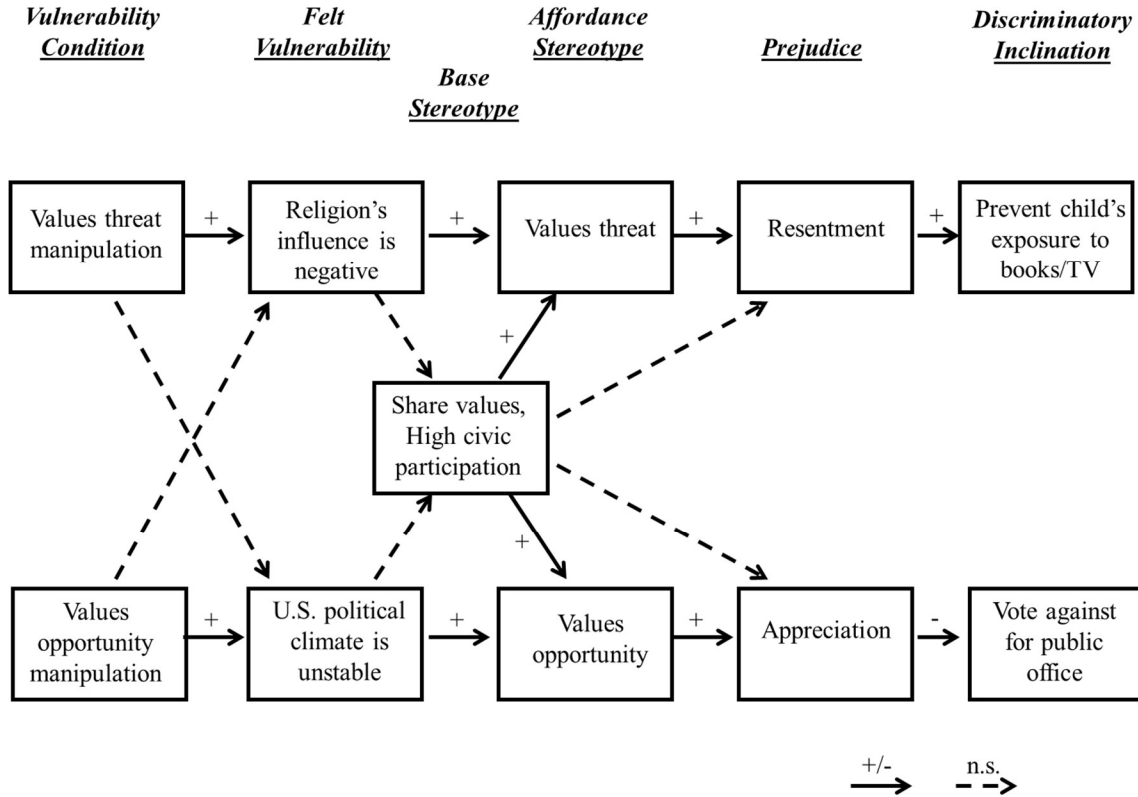 Vulnerability
Condition
Felt
Vulnerability
Base
Stereotype
Affordance
Stereotype
Prejudice
Discriminatory
Inclination
Values threat
manipulation
+
Religion's
influence is
negative
+
Values threat
+
Resentment
+
Prevent child's
exposure to
books/TV
+
Share values,
High civic
participation
+
Values
opportunity
manipulation
+
U.S. political
climate is
unstable
+
Values
opportunity
+
Appreciation
-
Vote against
for public
office
+/-
n.s.